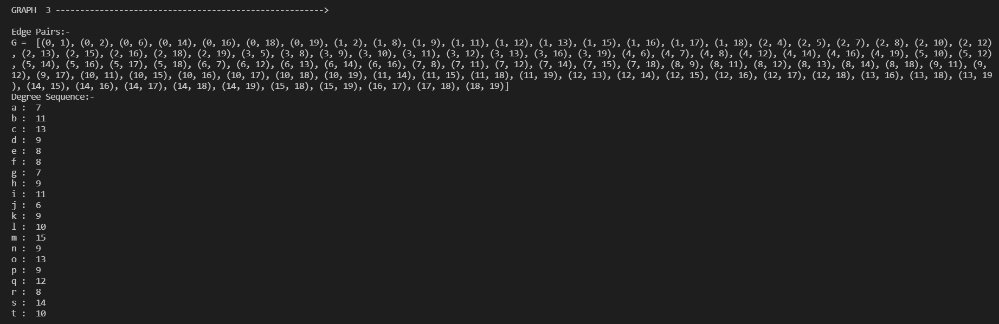 GRAPH  3 ------------------------------------------------------->
Edge Pairs:-
G =  [(0, 1), (0, 2), (0, 6), (0, 14), (0, 16), (0, 18), (0, 19), (1, 2), (1, 8), (1, 9), (1, 11), (1, 12), (1, 13), (1, 15), (1, 16), (1, 17), (1, 18), (2, 4), (2, 5), (2, 7), (2, 8), (2, 10), (2, 12)
, (2, 13), (2, 15), (2, 16), (2, 18), (2, 19), (3, 5), (3, 8), (3, 9), (3, 10), (3, 11), (3, 12), (3, 13), (3, 16), (3, 19), (4, 6), (4, 7), (4, 8), (4, 12), (4, 14), (4, 16), (4, 19), (5, 10), (5, 12)
, (5, 14), (5, 16), (5, 17), (5, 18), (6, 7), (6, 12), (6, 13), (6, 14), (6, 16), (7, 8), (7, 11), (7, 12), (7, 14), (7, 15), (7, 18), (8, 9), (8, 11), (8, 12), (8, 13), (8, 14), (8, 18), (9, 11), (9,
12), (9, 17), (10, 11), (10, 15), (10, 16), (10, 17), (10, 18), (10, 19), (11, 14), (11, 15), (11, 18), (11, 19), (12, 13), (12, 14), (12, 15), (12, 16), (12, 17), (12, 18), (13, 16), (13, 18), (13, 19
), (14, 15), (14, 16), (14, 17), (14, 18), (14, 19), (15, 18), (15, 19), (16, 17), (17, 18), (18, 19)]
Degree Sequence:-
a :  7
b :  11
c :  13
d :  9
e :  8
f :  8
g :  7
h :  9
i :  11
j :  6
k :  9
l :  10
m :  15
n :  9
o :  13
p :  9
q :  12
r :  8
s :  14
t :  10